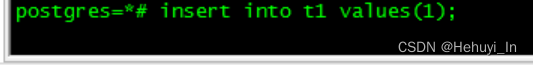 postgres=*# insert into t1 values(1);
CSDN @Hehuyi_In